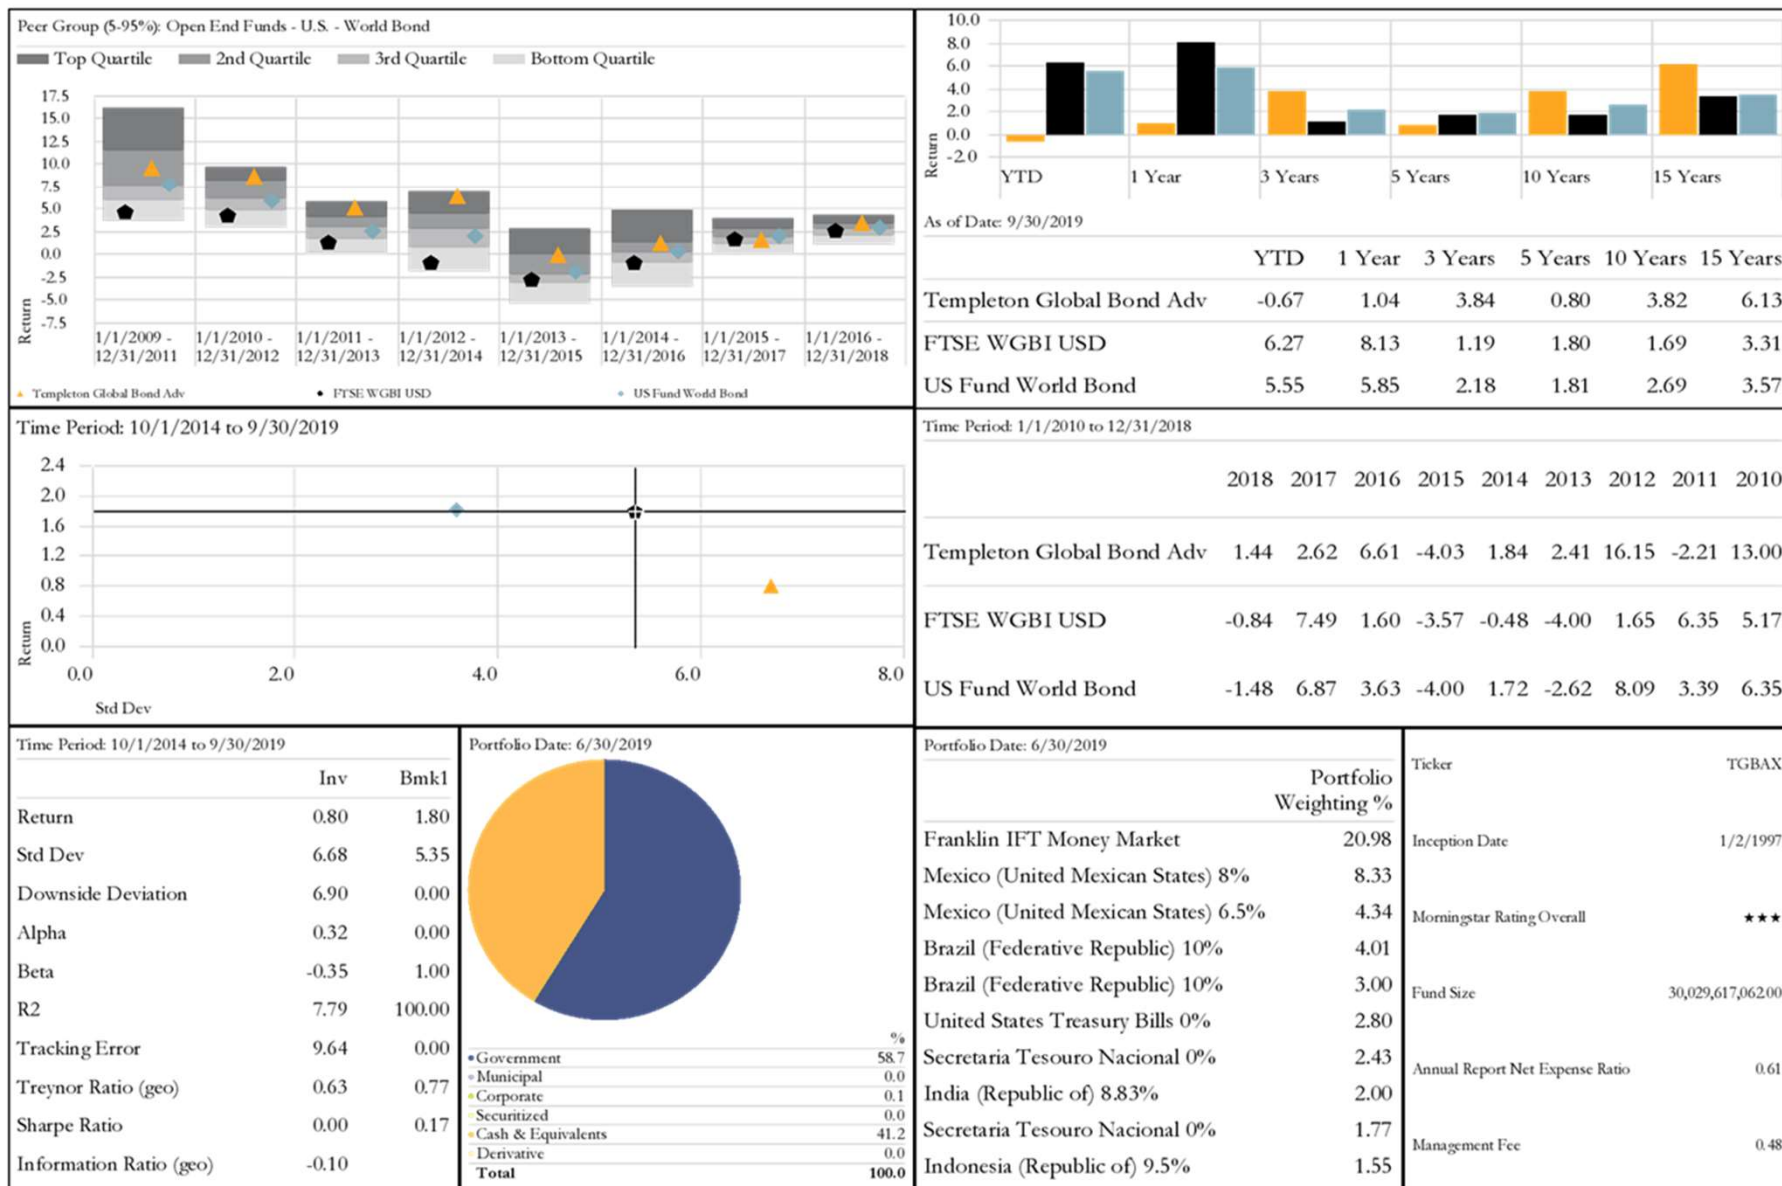 Peer Group (5-95%): Open End Funds - U.S. - World Bond
Top Quartile 2nd Quartile 3rd Quartile Bottom Quartile
17.5
15.0
12.5
10.0
7.5
5.0
2.5
0.0
-2.5
-5.0
-7.5
Return
1/1/2009 - 1/1/2010 - 1/1/2011 - 1/1/2012 - 1/1/2013 - 1/1/2014 - 1/1/2015 - 1/1/2016 -
12/31/2011 12/31/2012 12/31/2013 12/31/2014 12/31/2015 12/31/2016 12/31/2017 12/31/2018
Templeton Global Bond Adv FTSE WGBI USD US Fund World Bond
10.0
8.0
6.0
4.0
2.0
0.0
-2.0
Return
YTD 1 Year 3 Years 5 Years 10 Years 15 Years
As of Date: 9/30/2019
YTD 1 Year 3 Years 5 Years 10 Years 15 Years
Templeton Global Bond Adv -0.67 1.04 3.84 0.80 3.82 6.13
FTSE WGBI USD 6.27 8.13 1.19 1.80 1.69 3.31
US Fund World Bond 5.55 5.85 2.18 1.81 2.69 3.57
Time Period: 10/1/2014 to 9/30/2019
2.4
2.0
1.6
1.2
0.8
0.4
0.0
Return
0.0 2.0 4.0 6.0 8.0
Std Dev
Time Period: 1/1/2010 to 12/31/2018
2018 2017 2016 2015 2014 2013 2012 2011 2010
Templeton Global Bond Adv 1.44 2.62 6.61 -4.03 1.84 2.41 16.15 -2.21 13.00
FTSE WGBI USD -0.84 7.49 1.60 -3.57 -0.48 -4.00 1.65 6.35 5.17
US Fund World Bond -1.48 6.87 3.63 -4.00 1.72 -2.62 8.09 3.39 6.35
Time Period: 10/1/2014 to 9/30/2019
Inv Bmk1
Return 0.80 1.80
Std Dev 6.68 5.35
Downside Deviation 6.90 0.00
Alpha 0.32 0.00
Beta -0.35 1.00
R2 7.79 100.00
Tracking Error 9.64 0.00
Treynor Ratio (geo) 0.63 0.77
Sharpe Ratio 0.00 0.17
Information Ratio (geo) -0.10
Portfolio Date: 6/30/2019
%
Government 58.7
Municipal 0.0
Corporate 0.1
Securitized 0.0
Cash & Equivalents 41.2
Derivative 0.0
Total 100.0
Portfolio Date: 6/30/2019
Portfolio
Weighting %
Franklin IFT Money Market 20.98
Mexico (United Mexican States) 8% 8.33
Mexico (United Mexican States) 6.5% 4.34
Brazil (Federative Republic) 10% 4.01
Brazil (Federative Republic) 10% 3.00
United States Treasury Bills 0% 2.80
Secretaria Tesouro Nacional 0% 2.43
India (Republic of) 8.83% 2.00
Secretaria Tesouro Nacional 0% 1.77
Indonesia (Republic of) 9.5% 1.55
Ticker TGBAX
Inception Date 1/2/1997
Morningstar Rating Overall ★★★
Fund Size 30,029,617,062.00
Annual Report Net Expense Ratio 0.61
Management Fee 0.48